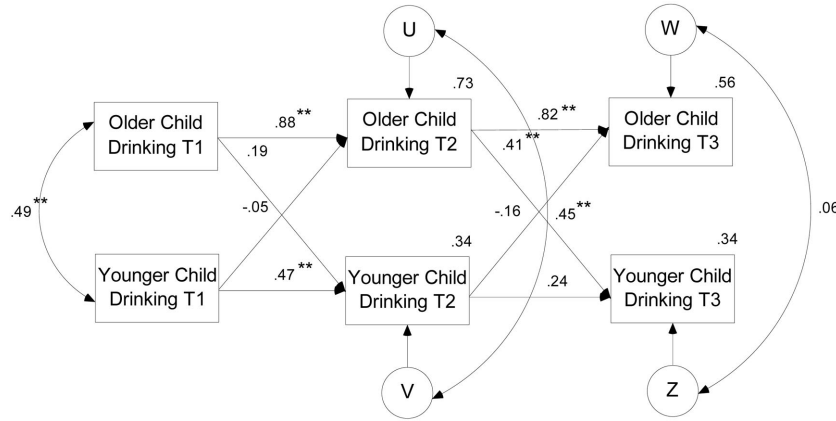 U
W
.73
.56
Older Child
Drinking T1
.88**
Older Child
Drinking T2
.82**
Older Child
Drinking T3
.19
.41**
.49**
-.05
-.16
.45**
.06
.34
.34
Younger Child
Drinking T1
.47**
Younger Child
Drinking T2
.24
Younger Child
Drinking T3
V
Z